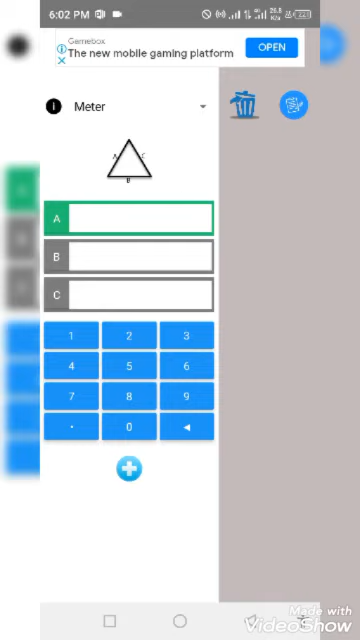 6:02 PM
Gamebox
The new mobile gaming platform
OPEN
Meter
A
C
B
A
B
C
1
2
3
4
5
6
7
8
9
.
0
Made with
VideoShow